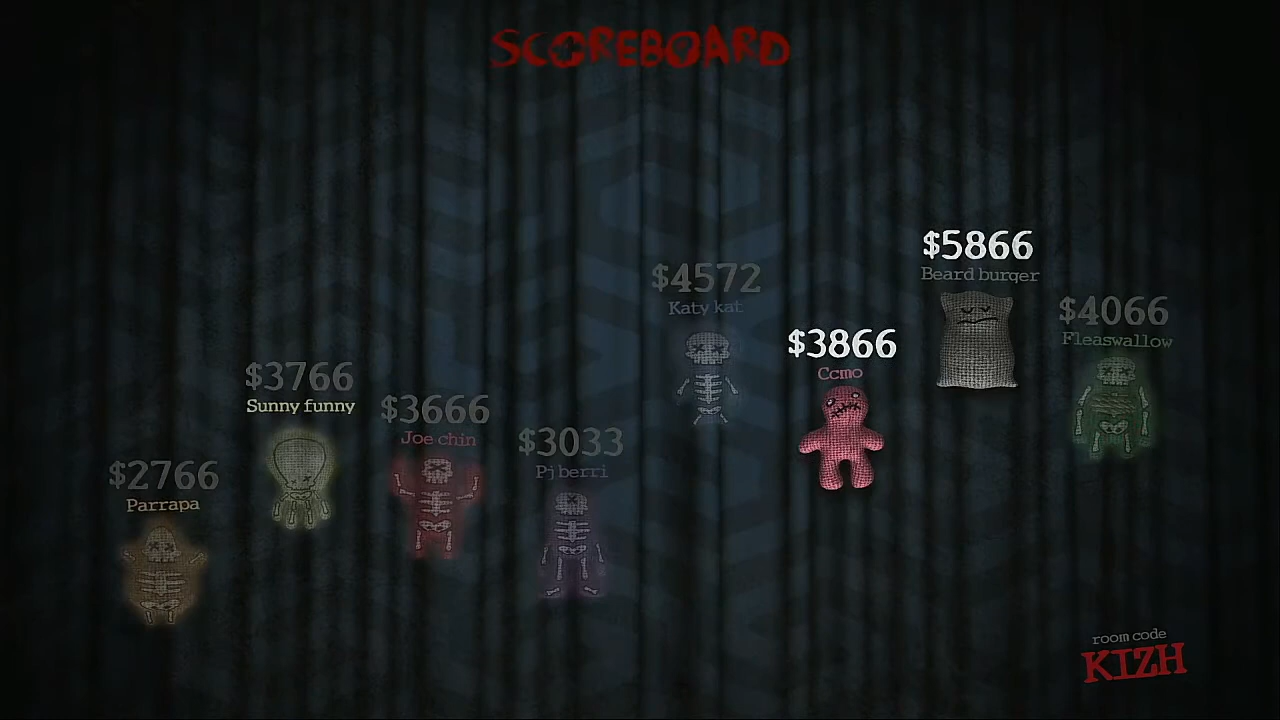 SCOREBOARD
$2766
Parrapa
$3766
Sunny funny
$3666
Joe chin
$3033
Pj berri
$4572
Katy kat
$3866
Ccmo
$5866
Beard burger
$4066
Fleaswallow
room code
KIZH